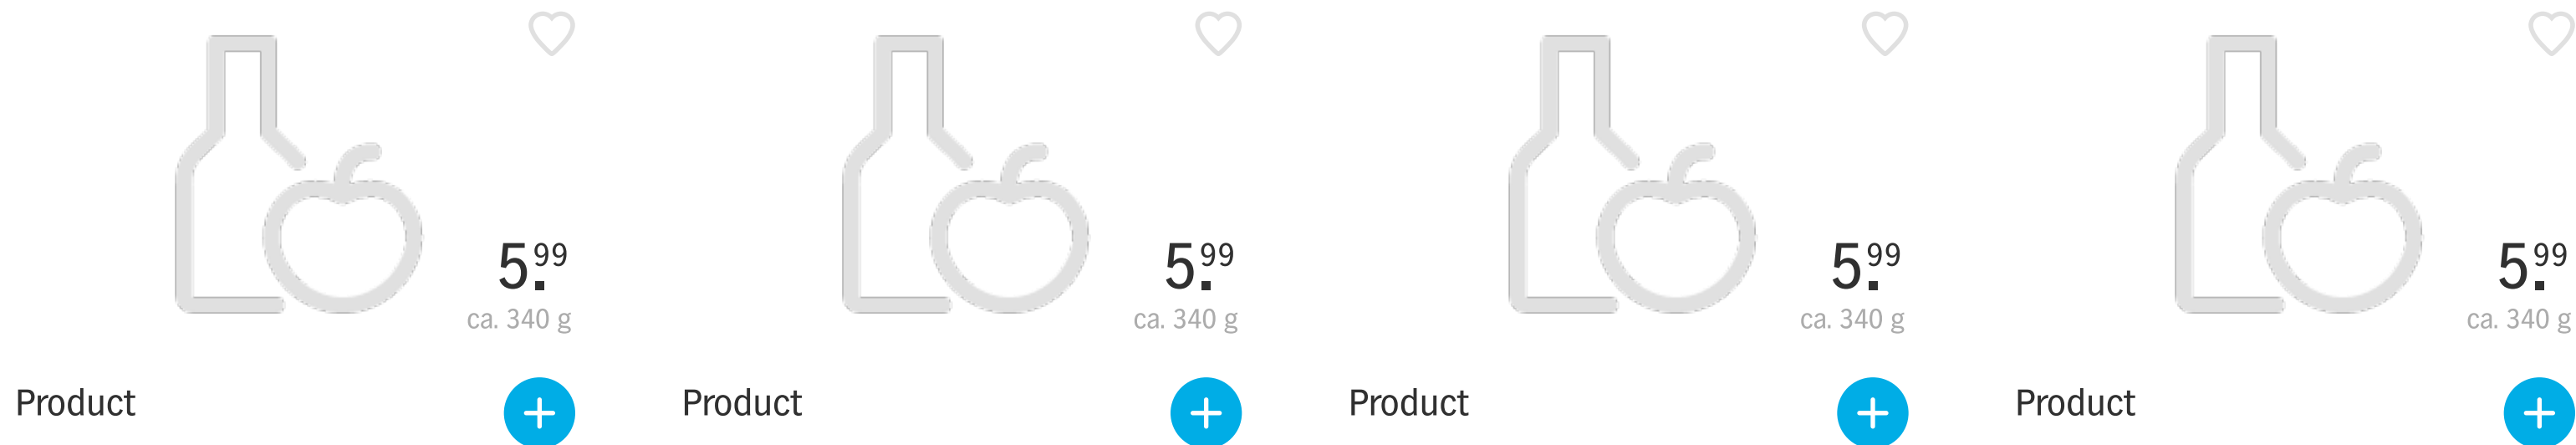 5.99 5.99 5.99 5.99
ca. 340 g ca. 340 g ca. 340 g ca. 340 g
Product Product Product Product